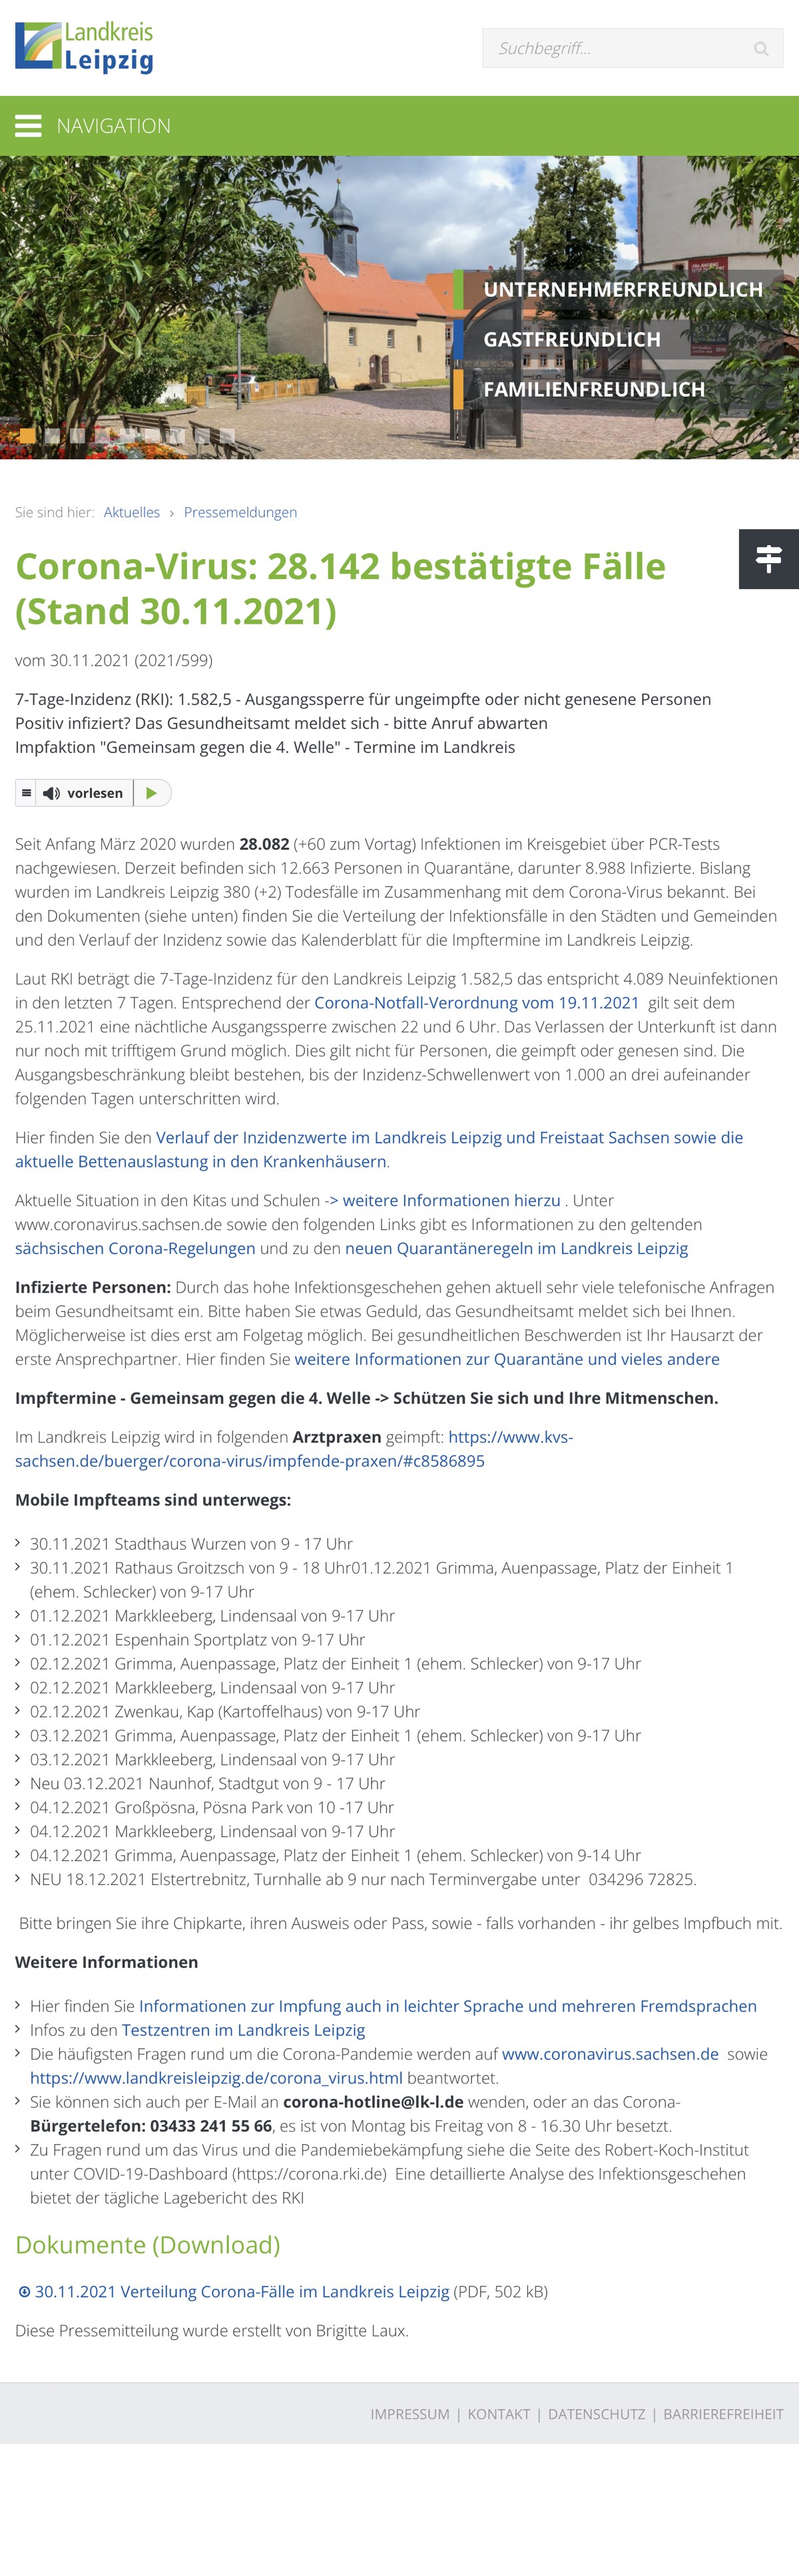 Landkreis
Leipzig
Suchbegriff...
NAVIGATION
UNTERNEHMERFREUNDLICH
GASTFREUNDLICH
FAMILIENFREUNDLICH
Sie sind hier: Aktuelles › Pressemeldungen
Corona-Virus: 28.142 bestätigte Fälle
(Stand 30.11.2021)
vom 30.11.2021 (2021/599)
7-Tage-Inzidenz (RKI): 1.582,5 - Ausgangssperre für ungeimpfte oder nicht genesene Personen
Positiv infiziert? Das Gesundheitsamt meldet sich - bitte Anruf abwarten
Impfaktion "Gemeinsam gegen die 4. Welle" - Termine im Landkreis
vorlesen
Seit Anfang März 2020 wurden 28.082 (+60 zum Vortag) Infektionen im Kreisgebiet über PCR-Tests
nachgewiesen. Derzeit befinden sich 12.663 Personen in Quarantäne, darunter 8.988 Infizierte. Bislang
wurden im Landkreis Leipzig 380 (+2) Todesfälle im Zusammenhang mit dem Corona-Virus bekannt. Bei
den Dokumenten (siehe unten) finden Sie die Verteilung der Infektionsfälle in den Städten und Gemeinden
und den Verlauf der Inzidenz sowie das Kalenderblatt für die Impftermine im Landkreis Leipzig.
Laut RKI beträgt die 7-Tage-Inzidenz für den Landkreis Leipzig 1.582,5 das entspricht 4.089 Neuinfektionen
in den letzten 7 Tagen. Entsprechend der Corona-Notfall-Verordnung vom 19.11.2021 gilt seit dem
25.11.2021 eine nächtliche Ausgangssperre zwischen 22 und 6 Uhr. Das Verlassen der Unterkunft ist dann
nur noch mit trifftigem Grund möglich. Dies gilt nicht für Personen, die geimpft oder genesen sind. Die
Ausgangsbeschränkung bleibt bestehen, bis der Inzidenz-Schwellenwert von 1.000 an drei aufeinander
folgenden Tagen unterschritten wird.
Hier finden Sie den Verlauf der Inzidenzwerte im Landkreis Leipzig und Freistaat Sachsen sowie die
aktuelle Bettenauslastung in den Krankenhäusern.
Aktuelle Situation in den Kitas und Schulen -> weitere Informationen hierzu . Unter
www.coronavirus.sachsen.de sowie den folgenden Links gibt es Informationen zu den geltenden
sächsischen Corona-Regelungen und zu den neuen Quarantäneregeln im Landkreis Leipzig
Infizierte Personen: Durch das hohe Infektionsgeschehen gehen aktuell sehr viele telefonische Anfragen
beim Gesundheitsamt ein. Bitte haben Sie etwas Geduld, das Gesundheitsamt meldet sich bei Ihnen.
Möglicherweise ist dies erst am Folgetag möglich. Bei gesundheitlichen Beschwerden ist Ihr Hausarzt der
erste Ansprechpartner. Hier finden Sie weitere Informationen zur Quarantäne und vieles andere
Impftermine - Gemeinsam gegen die 4. Welle -> Schützen Sie sich und Ihre Mitmenschen.
Im Landkreis Leipzig wird in folgenden Arztpraxen geimpft: https://www.kvs-
sachsen.de/buerger/corona-virus/impfende-praxen/#c8586895
Mobile Impfteams sind unterwegs:
30.11.2021 Stadthaus Wurzen von 9 - 17 Uhr
30.11.2021 Rathaus Groitzsch von 9 - 18 Uhr01.12.2021 Grimma, Auenpassage, Platz der Einheit 1
(ehem. Schlecker) von 9-17 Uhr
01.12.2021 Markkleeberg, Lindensaal von 9-17 Uhr
01.12.2021 Espenhain Sportplatz von 9-17 Uhr
02.12.2021 Grimma, Auenpassage, Platz der Einheit 1 (ehem. Schlecker) von 9-17 Uhr
02.12.2021 Markkleeberg, Lindensaal von 9-17 Uhr
02.12.2021 Zwenkau, Kap (Kartoffelhaus) von 9-17 Uhr
03.12.2021 Grimma, Auenpassage, Platz der Einheit 1 (ehem. Schlecker) von 9-17 Uhr
03.12.2021 Markkleeberg, Lindensaal von 9-17 Uhr
Neu 03.12.2021 Naunhof, Stadtgut von 9 - 17 Uhr
04.12.2021 Großpösna, Pösna Park von 10 -17 Uhr
04.12.2021 Markkleeberg, Lindensaal von 9-17 Uhr
04.12.2021 Grimma, Auenpassage, Platz der Einheit 1 (ehem. Schlecker) von 9-14 Uhr
NEU 18.12.2021 Elstertrebnitz, Turnhalle ab 9 nur nach Terminvergabe unter 034296 72825.
Bitte bringen Sie ihre Chipkarte, ihren Ausweis oder Pass, sowie - falls vorhanden - ihr gelbes Impfbuch mit.
Weitere Informationen
Hier finden Sie Informationen zur Impfung auch in leichter Sprache und mehreren Fremdsprachen
Infos zu den Testzentren im Landkreis Leipzig
Die häufigsten Fragen rund um die Corona-Pandemie werden auf www.coronavirus.sachsen.de sowie
https://www.landkreisleipzig.de/corona_virus.html beantwortet.
Sie können sich auch per E-Mail an corona-hotline@lk-l.de wenden, oder an das Corona-
Bürgertelefon: 03433 241 55 66, es ist von Montag bis Freitag von 8 - 16.30 Uhr besetzt.
Zu Fragen rund um das Virus und die Pandemiebekämpfung siehe die Seite des Robert-Koch-Institut
unter COVID-19-Dashboard (https://corona.rki.de) Eine detaillierte Analyse des Infektionsgeschehen
bietet der tägliche Lagebericht des RKI
Dokumente (Download)
30.11.2021 Verteilung Corona-Fälle im Landkreis Leipzig (PDF, 502 kB)
Diese Pressemitteilung wurde erstellt von Brigitte Laux.
IMPRESSUM | KONTAKT | DATENSCHUTZ | BARRIEREFREIHEIT